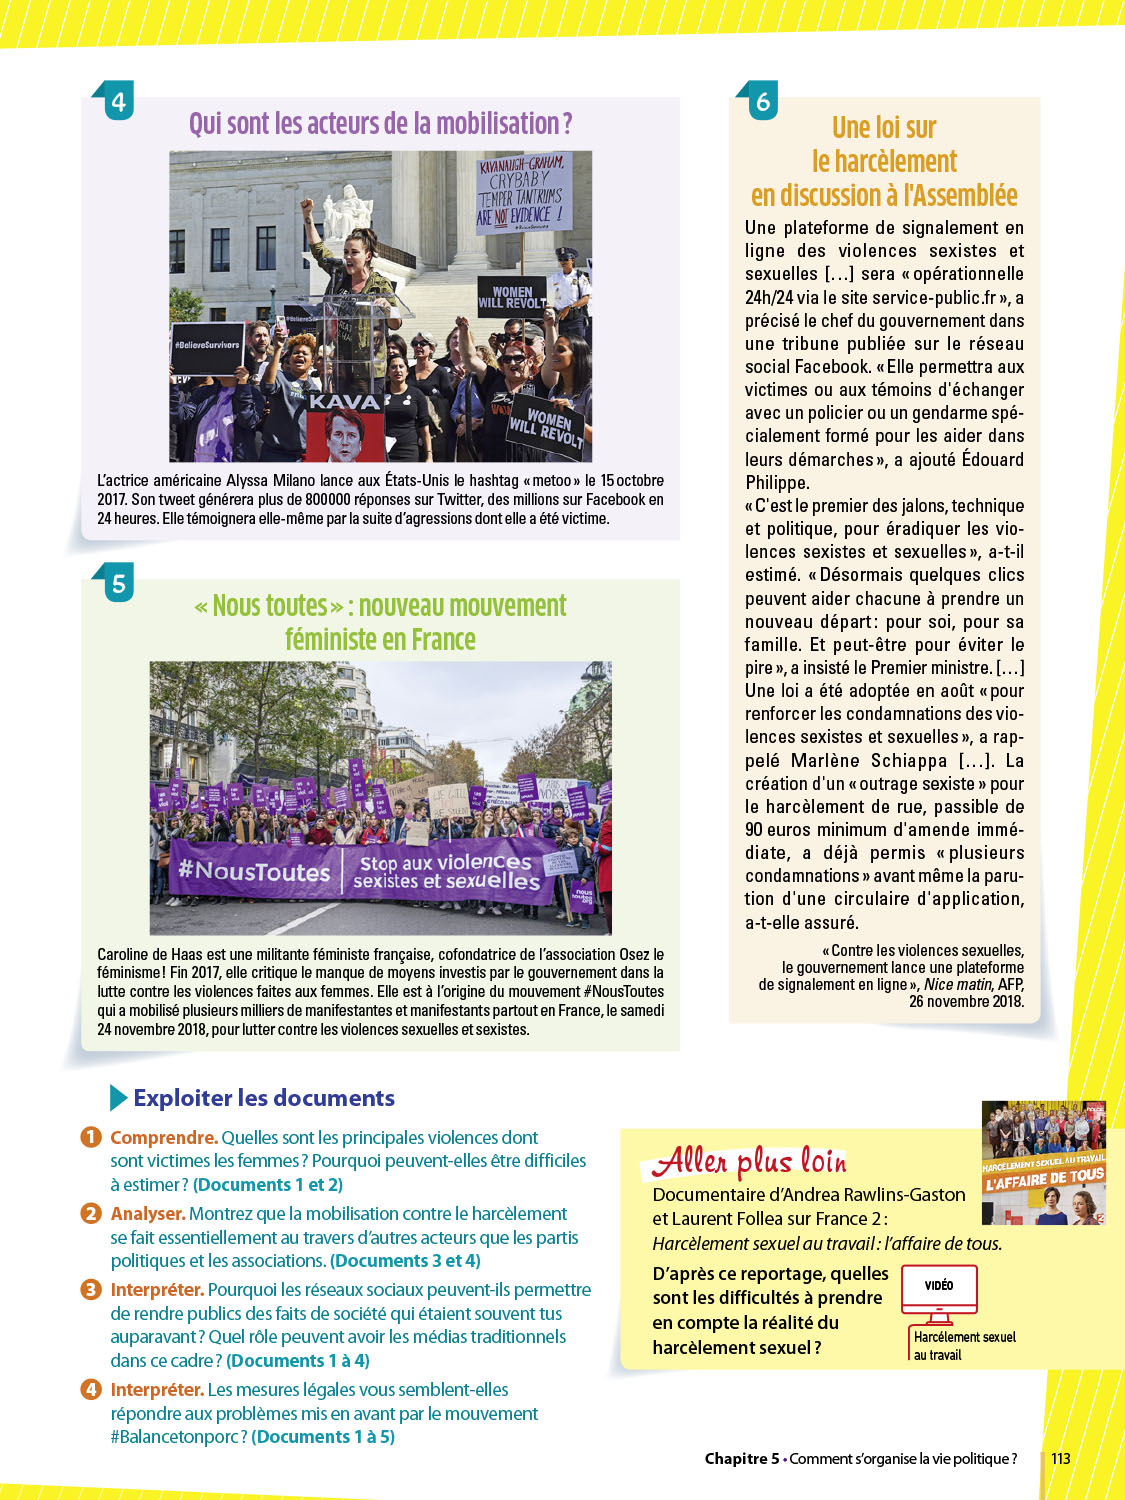 4
Qui sont les acteurs de la mobilisation ?
KAVANAUGH-GRAHAM,
CRYBABY
TEMPER TANTRUMS
ARE NOT EVIDENCE !
WOMEN
WILL REVOLT
#BelieveSurvivors
KAVA
WOMEN
WILL REVOLT
L'actrice américaine Alyssa Milano lance aux États-Unis le hashtag « metoo » le 15 octobre
2017. Son tweet générera plus de 800000 réponses sur Twitter, des millions sur Facebook en
24 heures. Elle témoignera elle-même par la suite d'agressions dont elle a été victime.
5
« Nous toutes » : nouveau mouvement
féministe en France
#NousToutes
Stop aux violences
sexistes et sexuelles
nous
toutes
.org
Caroline de Haas est une militante féministe française, cofondatrice de l'association Osez le
féminisme ! Fin 2017, elle critique le manque de moyens investis par le gouvernement dans la
lutte contre les violences faites aux femmes. Elle est à l'origine du mouvement #NousToutes
qui a mobilisé plusieurs milliers de manifestantes et manifestants partout en France, le samedi
24 novembre 2018, pour lutter contre les violences sexuelles et sexistes.
6
Une loi sur
le harcèlement
en discussion à l'Assemblée
Une plateforme de signalement en
ligne des violences sexistes et
sexuelles [...] sera « opérationnelle
24h/24 via le site service-public.fr », a
précisé le chef du gouvernement dans
une tribune publiée sur le réseau
social Facebook. « Elle permettra aux
victimes ou aux témoins d'échanger
avec un policier ou un gendarme spé-
cialement formé pour les aider dans
leurs démarches », a ajouté Édouard
Philippe.
« C'est le premier des jalons, technique
et politique, pour éradiquer les vio-
lences sexistes et sexuelles », a-t-il
estimé. « Désormais quelques clics
peuvent aider chacune à prendre un
nouveau départ : pour soi, pour sa
famille. Et peut-être pour éviter le
pire », a insisté le Premier ministre. [...]
Une loi a été adoptée en août « pour
renforcer les condamnations des vio-
lences sexistes et sexuelles », a rap-
pelé Marlène Schiappa [...]. La
création d'un « outrage sexiste » pour
le harcèlement de rue, passible de
90 euros minimum d'amende immé-
diate, a déjà permis « plusieurs
condamnations » avant même la paru-
tion d'une circulaire d'application,
a-t-elle assuré.
« Contre les violences sexuelles,
le gouvernement lance une plateforme
de signalement en ligne », Nice matin, AFP,
26 novembre 2018.
Exploiter les documents
1 Comprendre. Quelles sont les principales violences dont
sont victimes les femmes ? Pourquoi peuvent-elles être difficiles
à estimer ? (Documents 1 et 2)
2 Analyser. Montrez que la mobilisation contre le harcèlement
se fait essentiellement au travers d'autres acteurs que les partis
politiques et les associations. (Documents 3 et 4)
3 Interpréter. Pourquoi les réseaux sociaux peuvent-ils permettre
de rendre publics des faits de société qui étaient souvent tus
auparavant ? Quel rôle peuvent avoir les médias traditionnels
dans ce cadre ? (Documents 1 à 4)
4 Interpréter. Les mesures légales vous semblent-elles
répondre aux problèmes mis en avant par le mouvement
#Balancetonporc ? (Documents 1 à 5)
HARCÈLEMENT SEXUEL AU TRAVAIL
L'AFFAIRE DE TOUS
Aller plus loin
Documentaire d'Andrea Rawlins-Gaston
et Laurent Follea sur France 2 :
Harcèlement sexuel au travail : l'affaire de tous.
D'après ce reportage, quelles
sont les difficultés à prendre
en compte la réalité du
harcèlement sexuel ?
VIDÉO
Harcélement sexuel
au travail
Chapitre 5 • Comment s'organise la vie politique ? 113